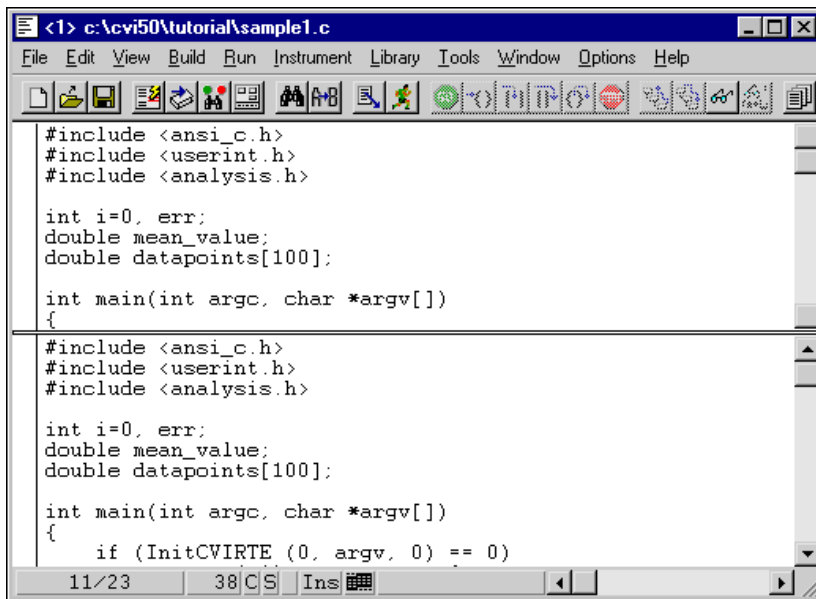 <1> c:\cvi50\tutorial\sample1.c
File Edit View Build Run Instrument Library Tools Window Options Help
#include <ansi_c.h>
#include <userint.h>
#include <analysis.h>
int i=0, err;
double mean_value;
double datapoints[100];
int main(int argc, char *argv[])
{
#include <ansi_c.h>
#include <userint.h>
#include <analysis.h>
int i=0, err;
double mean_value;
double datapoints[100];
int main(int argc, char *argv[])
{
if (InitCVIRTE (0, argv, 0) == 0)
11/23 38 C S Ins